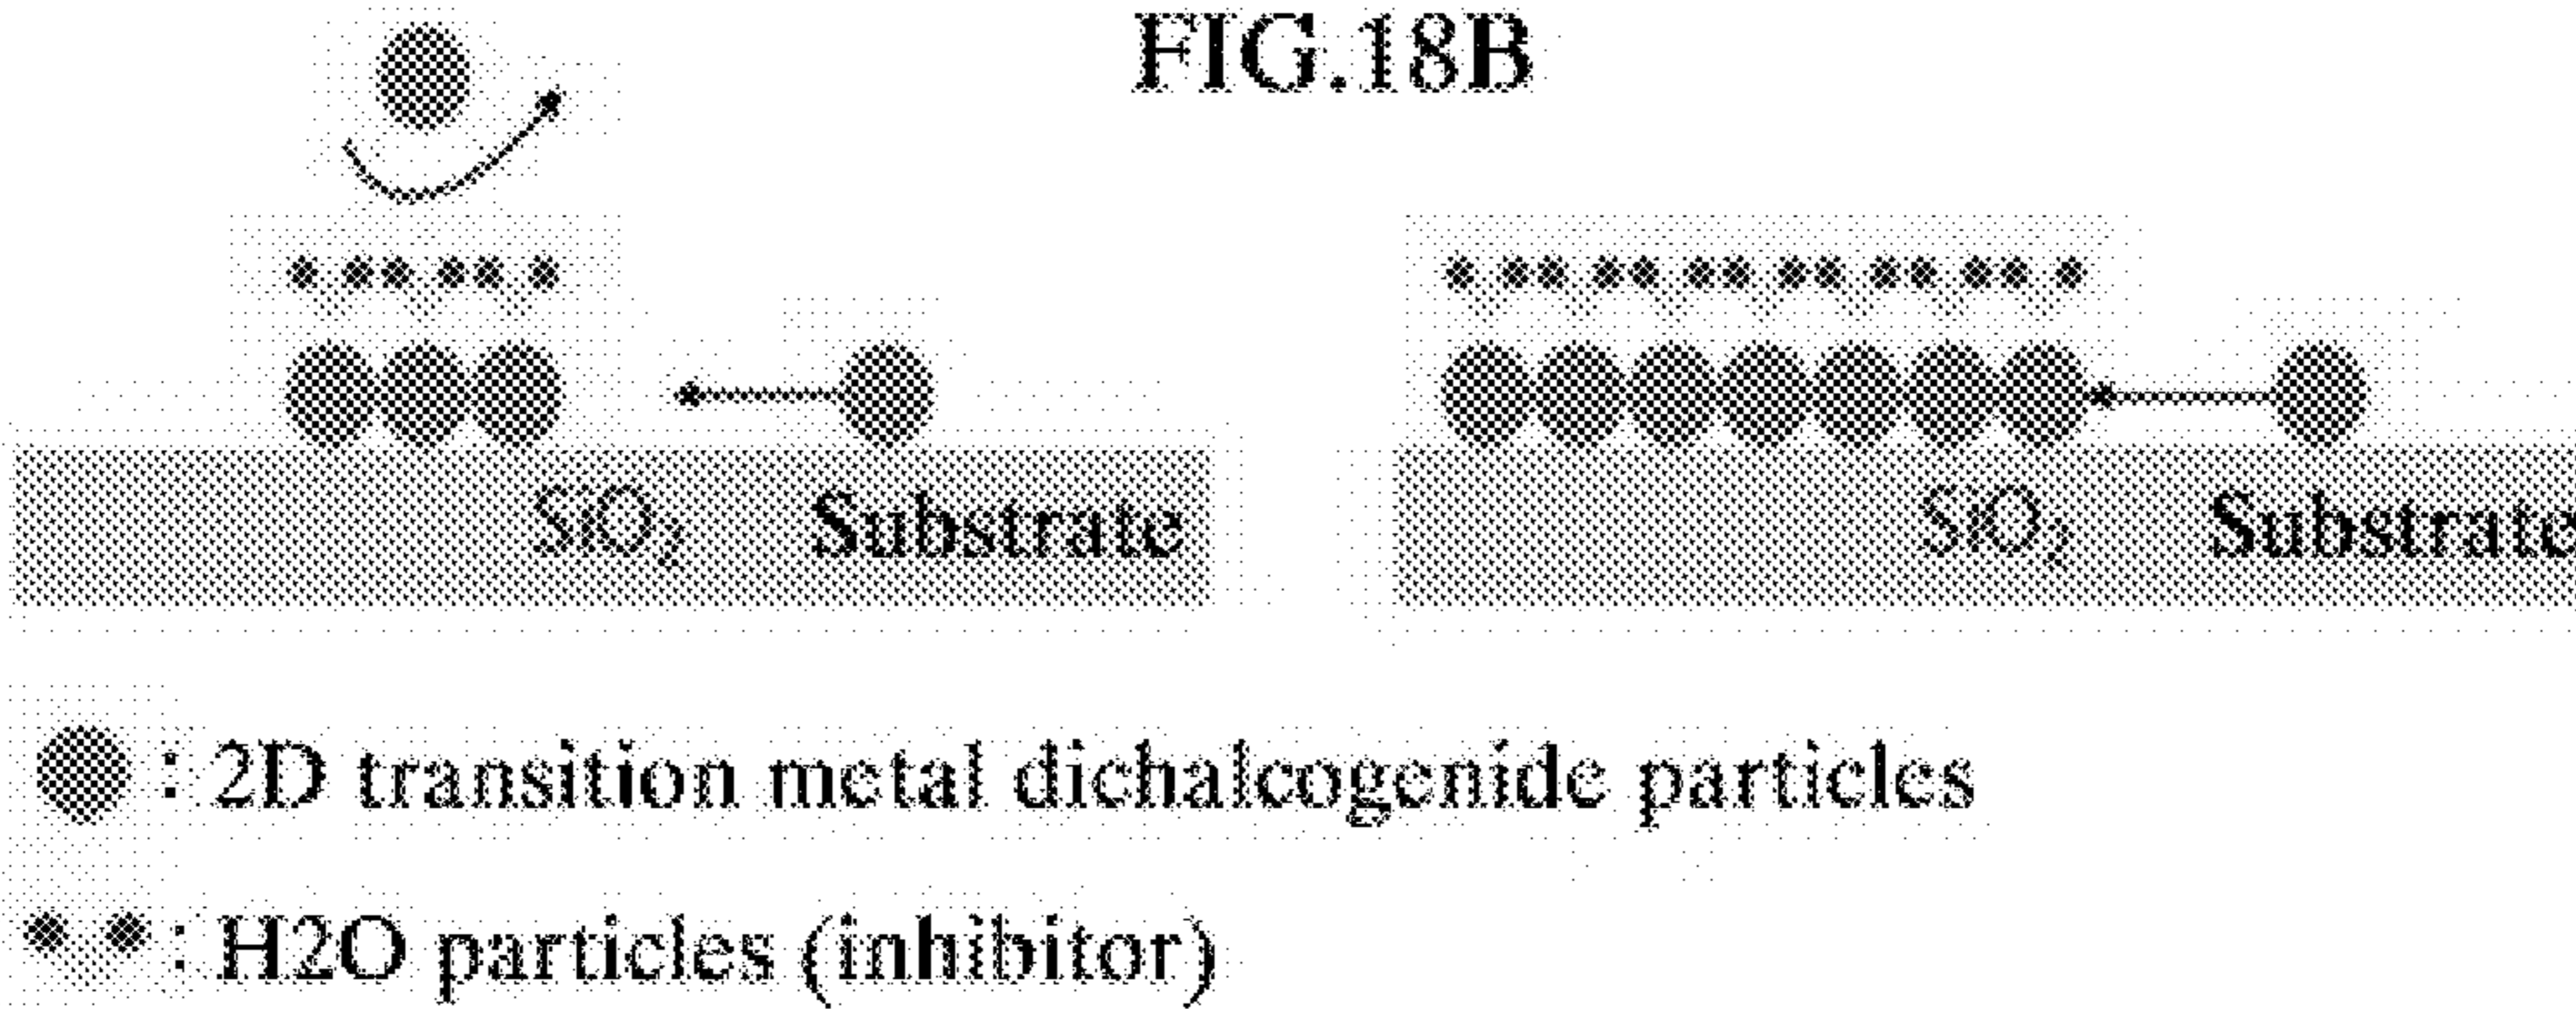 FIG.18B
SiO₂ Substrate
SiO₂ Substrate
: 2D transition metal dichalcogenide particles
: H2O particles (inhibitor)